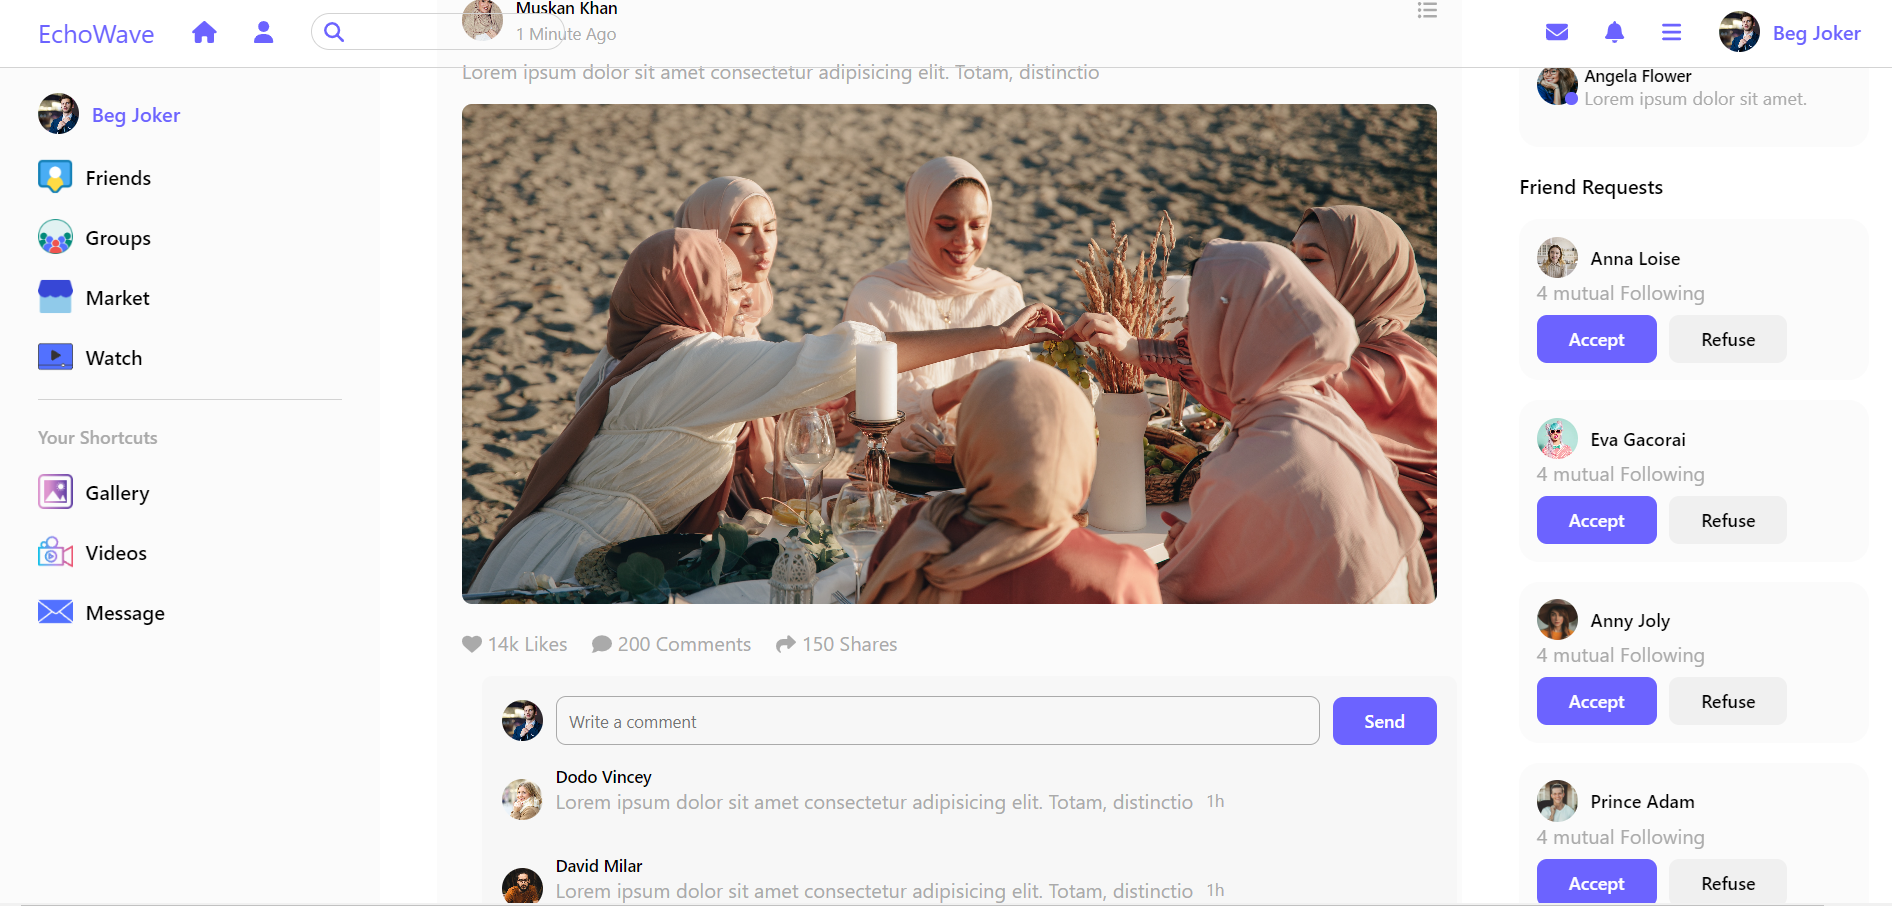 EchoWave
Beg Joker
Beg Joker
Friends
Groups
Market
Watch
Your Shortcuts
Gallery
Videos
Message
Muskan Khan
1 Minute Ago
Lorem ipsum dolor sit amet consectetur adipisicing elit. Totam, distinctio
14k Likes 200 Comments 150 Shares
Write a comment Send
Dodo Vincey
Lorem ipsum dolor sit amet consectetur adipisicing elit. Totam, distinctio 1h
David Milar
Lorem ipsum dolor sit amet consectetur adipisicing elit. Totam, distinctio 1h
Angela Flower
Lorem ipsum dolor sit amet.
Friend Requests
Anna Loise
4 mutual Following
Accept Refuse
Eva Gacorai
4 mutual Following
Accept Refuse
Anny Joly
4 mutual Following
Accept Refuse
Prince Adam
4 mutual Following
Accept Refuse